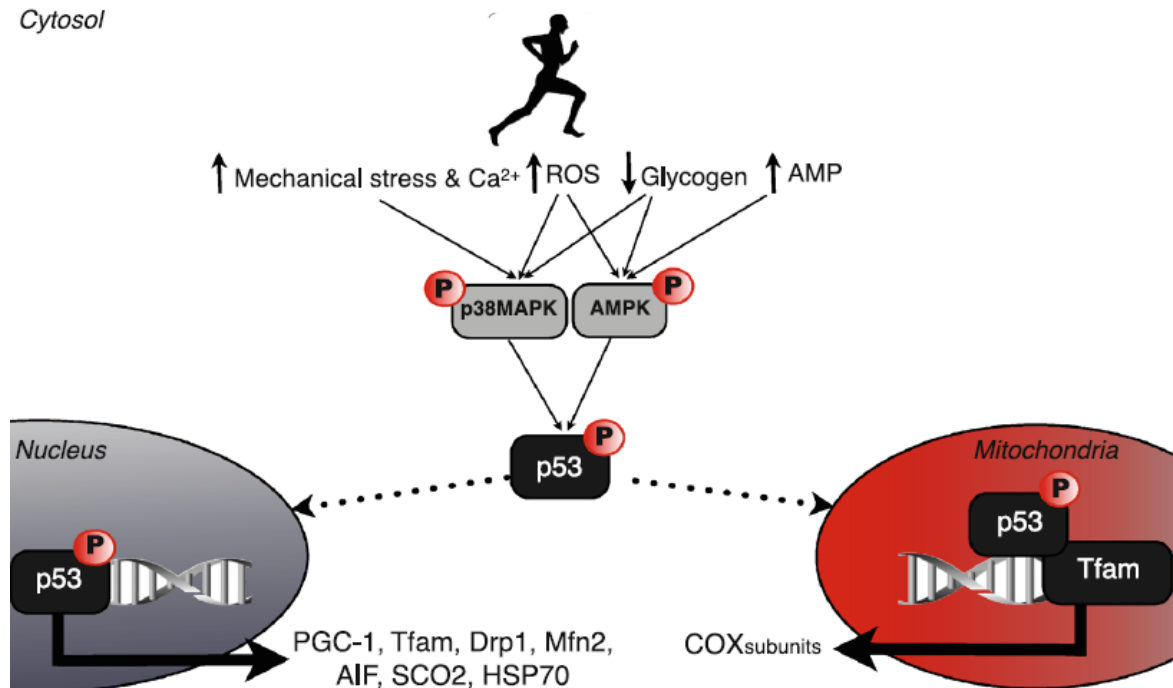 Cytosol
Mechanical stress & Ca²⁺ ROS Glycogen AMP
P P
p38MAPK AMPK
P
p53
Nucleus
P
p53
PGC-1, Tfam, Drp1, Mfn2,
AIF, SCO2, HSP70
Mitochondria
P
p53
Tfam
COXsubunits